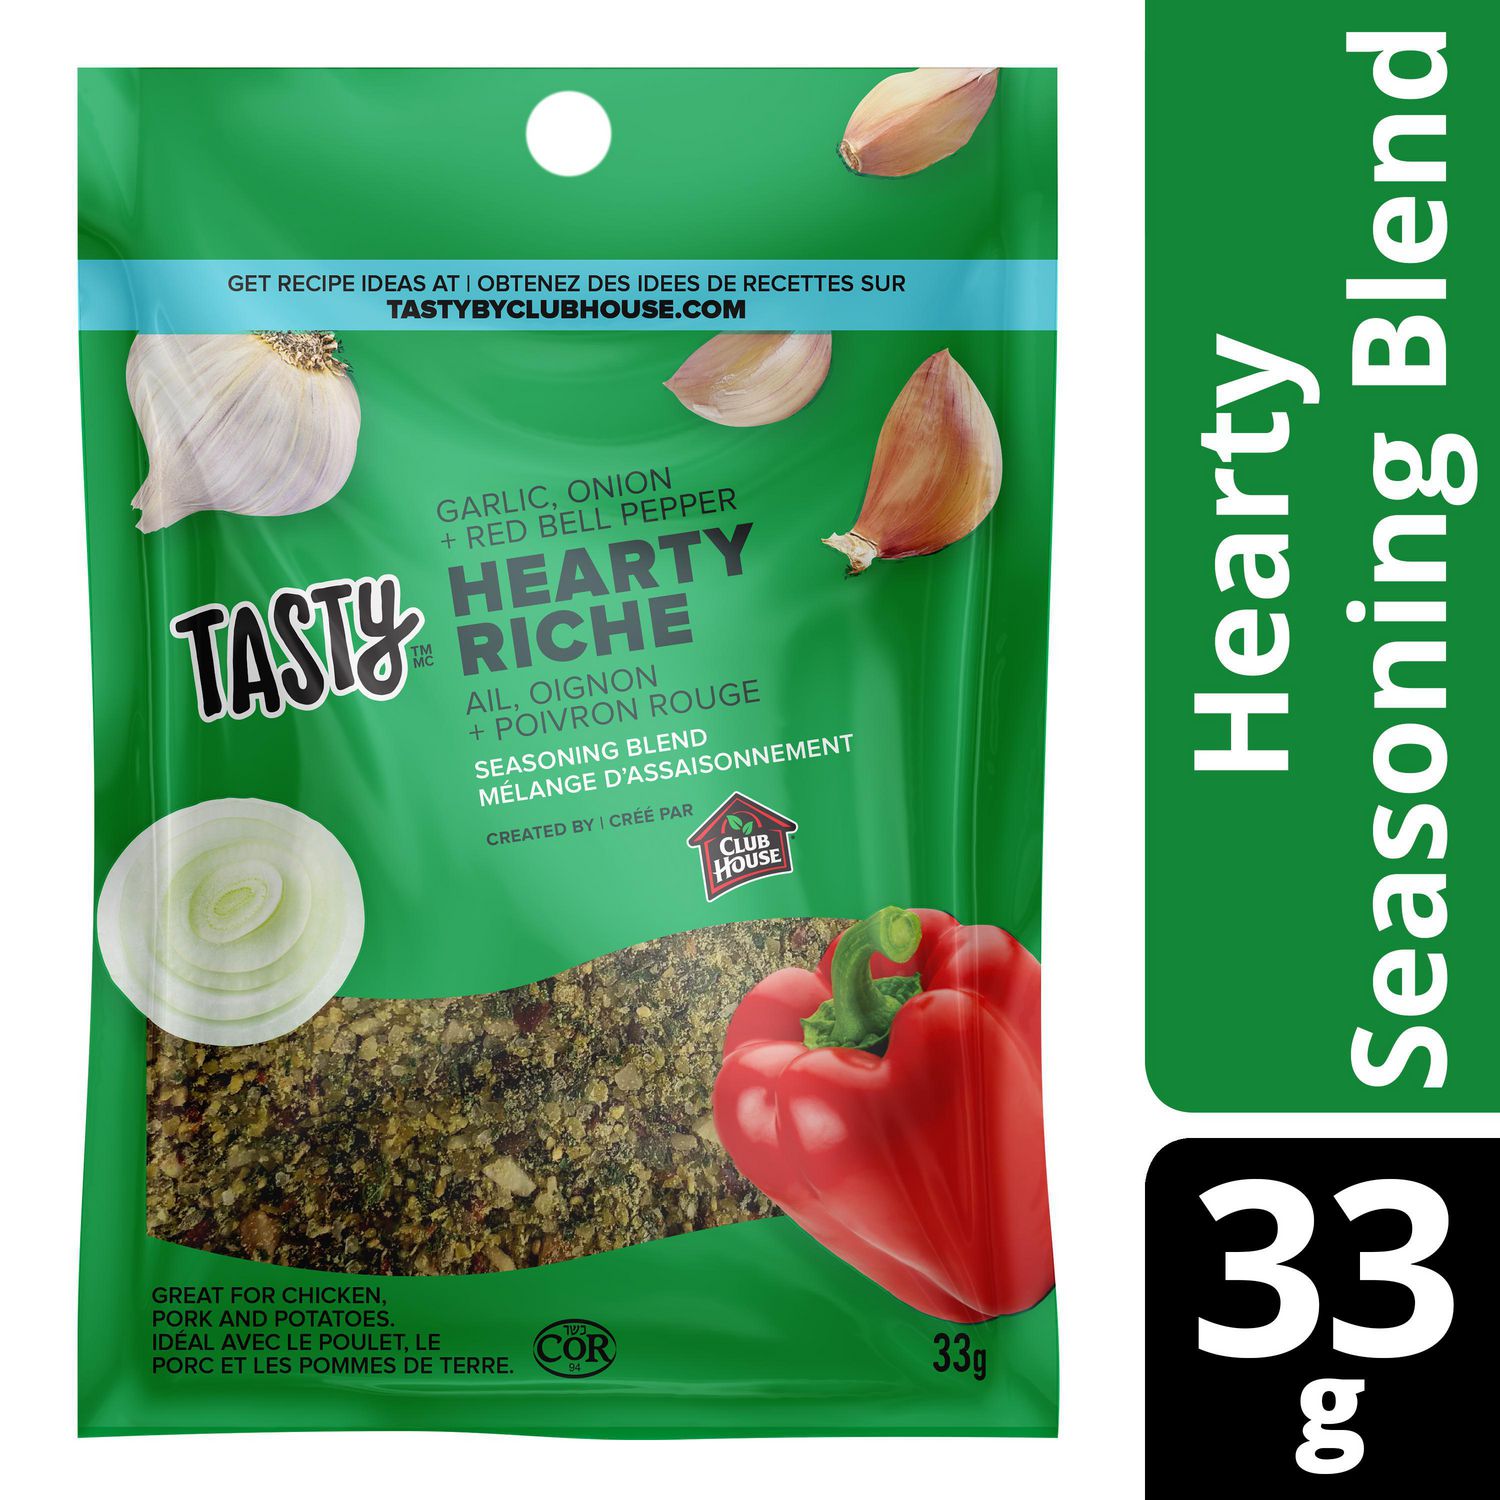 GET RECIPE IDEAS AT | OBTENEZ DES IDEES DE RECETTES SUR
TASTYBYCLUBHOUSE.COM
GARLIC, ONION
+ RED BELL PEPPER
HEARTY
RICHE
TASTY
TM
MC
AIL, OIGNON
+ POIVRON ROUGE
SEASONING BLEND
MÉLANGE D'ASSAISONNEMENT
CREATED BY | CRÉÉ PAR
CLUB
HOUSE
GREAT FOR CHICKEN,
PORK AND POTATOES.
IDÉAL AVEC LE POULET, LE
PORC ET LES POMMES DE TERRE.
כשר
COR
94
33g
Hearty
Seasoning Blend
33
g